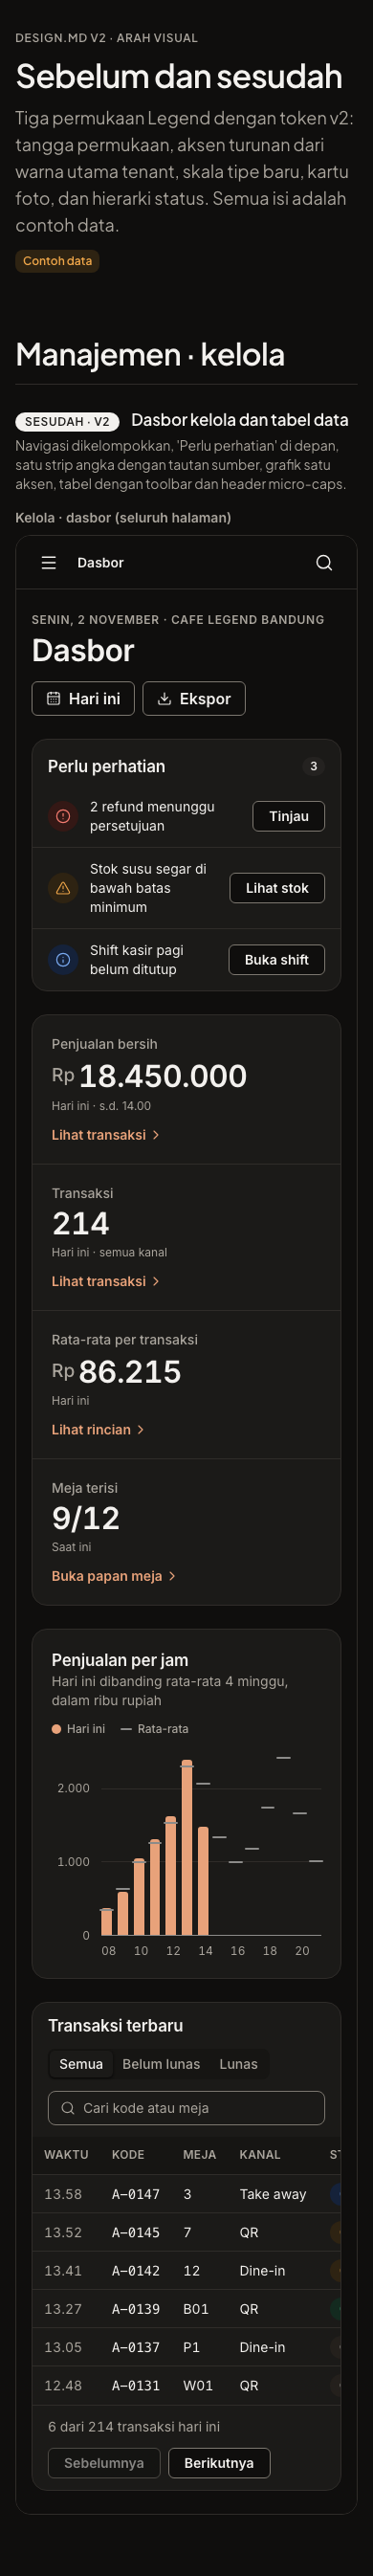 DESIGN.MD V2 · ARAH VISUAL
Sebelum dan sesudah
Tiga permukaan Legend dengan token v2:
tangga permukaan, aksen turunan dari
warna utama tenant, skala tipe baru, kartu
foto, dan hierarki status. Semua isi adalah
contoh data.
Contoh data
Manajemen · kelola
SESUDAH · V2 Dasbor kelola dan tabel data
Navigasi dikelompokkan, 'Perlu perhatian' di depan,
satu strip angka dengan tautan sumber, grafik satu
aksen, tabel dengan toolbar dan header micro-caps.
Kelola · dasbor (seluruh halaman)
Dasbor
SENIN, 2 NOVEMBER · CAFE LEGEND BANDUNG
Dasbor
Hari ini Ekspor
Perlu perhatian 3
2 refund menunggu
persetujuan
Tinjau
Stok susu segar di
bawah batas
minimum
Lihat stok
Shift kasir pagi
belum ditutup
Buka shift
Penjualan bersih
Rp 18.450.000
Hari ini · s.d. 14.00
Lihat transaksi
Transaksi
214
Hari ini · semua kanal
Lihat transaksi
Rata-rata per transaksi
Rp 86.215
Hari ini
Lihat rincian
Meja terisi
9/12
Saat ini
Buka papan meja
Penjualan per jam
Hari ini dibanding rata-rata 4 minggu,
dalam ribu rupiah
Hari ini Rata-rata
2.000
1.000
0
08 10 12 14 16 18 20
Transaksi terbaru
Semua Belum lunas Lunas
Cari kode atau meja
WAKTU KODE MEJA KANAL
13.58 A-0147 3 Take away
13.52 A-0145 7 QR
13.41 A-0142 12 Dine-in
13.27 A-0139 B01 QR
13.05 A-0137 P1 Dine-in
12.48 A-0131 W01 QR
6 dari 214 transaksi hari ini
Sebelumnya Berikutnya